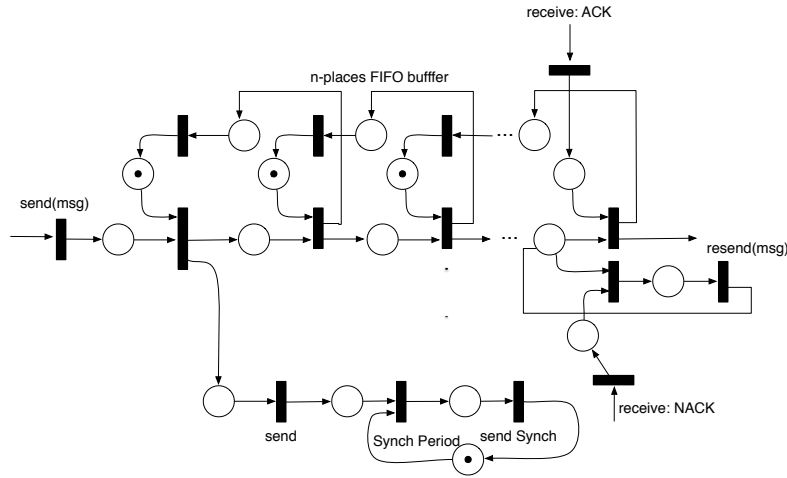 receive: ACK
n-places FIFO bufffer
...
send(msg)
...
resend(msg)
receive: NACK
send
Synch Period
send Synch